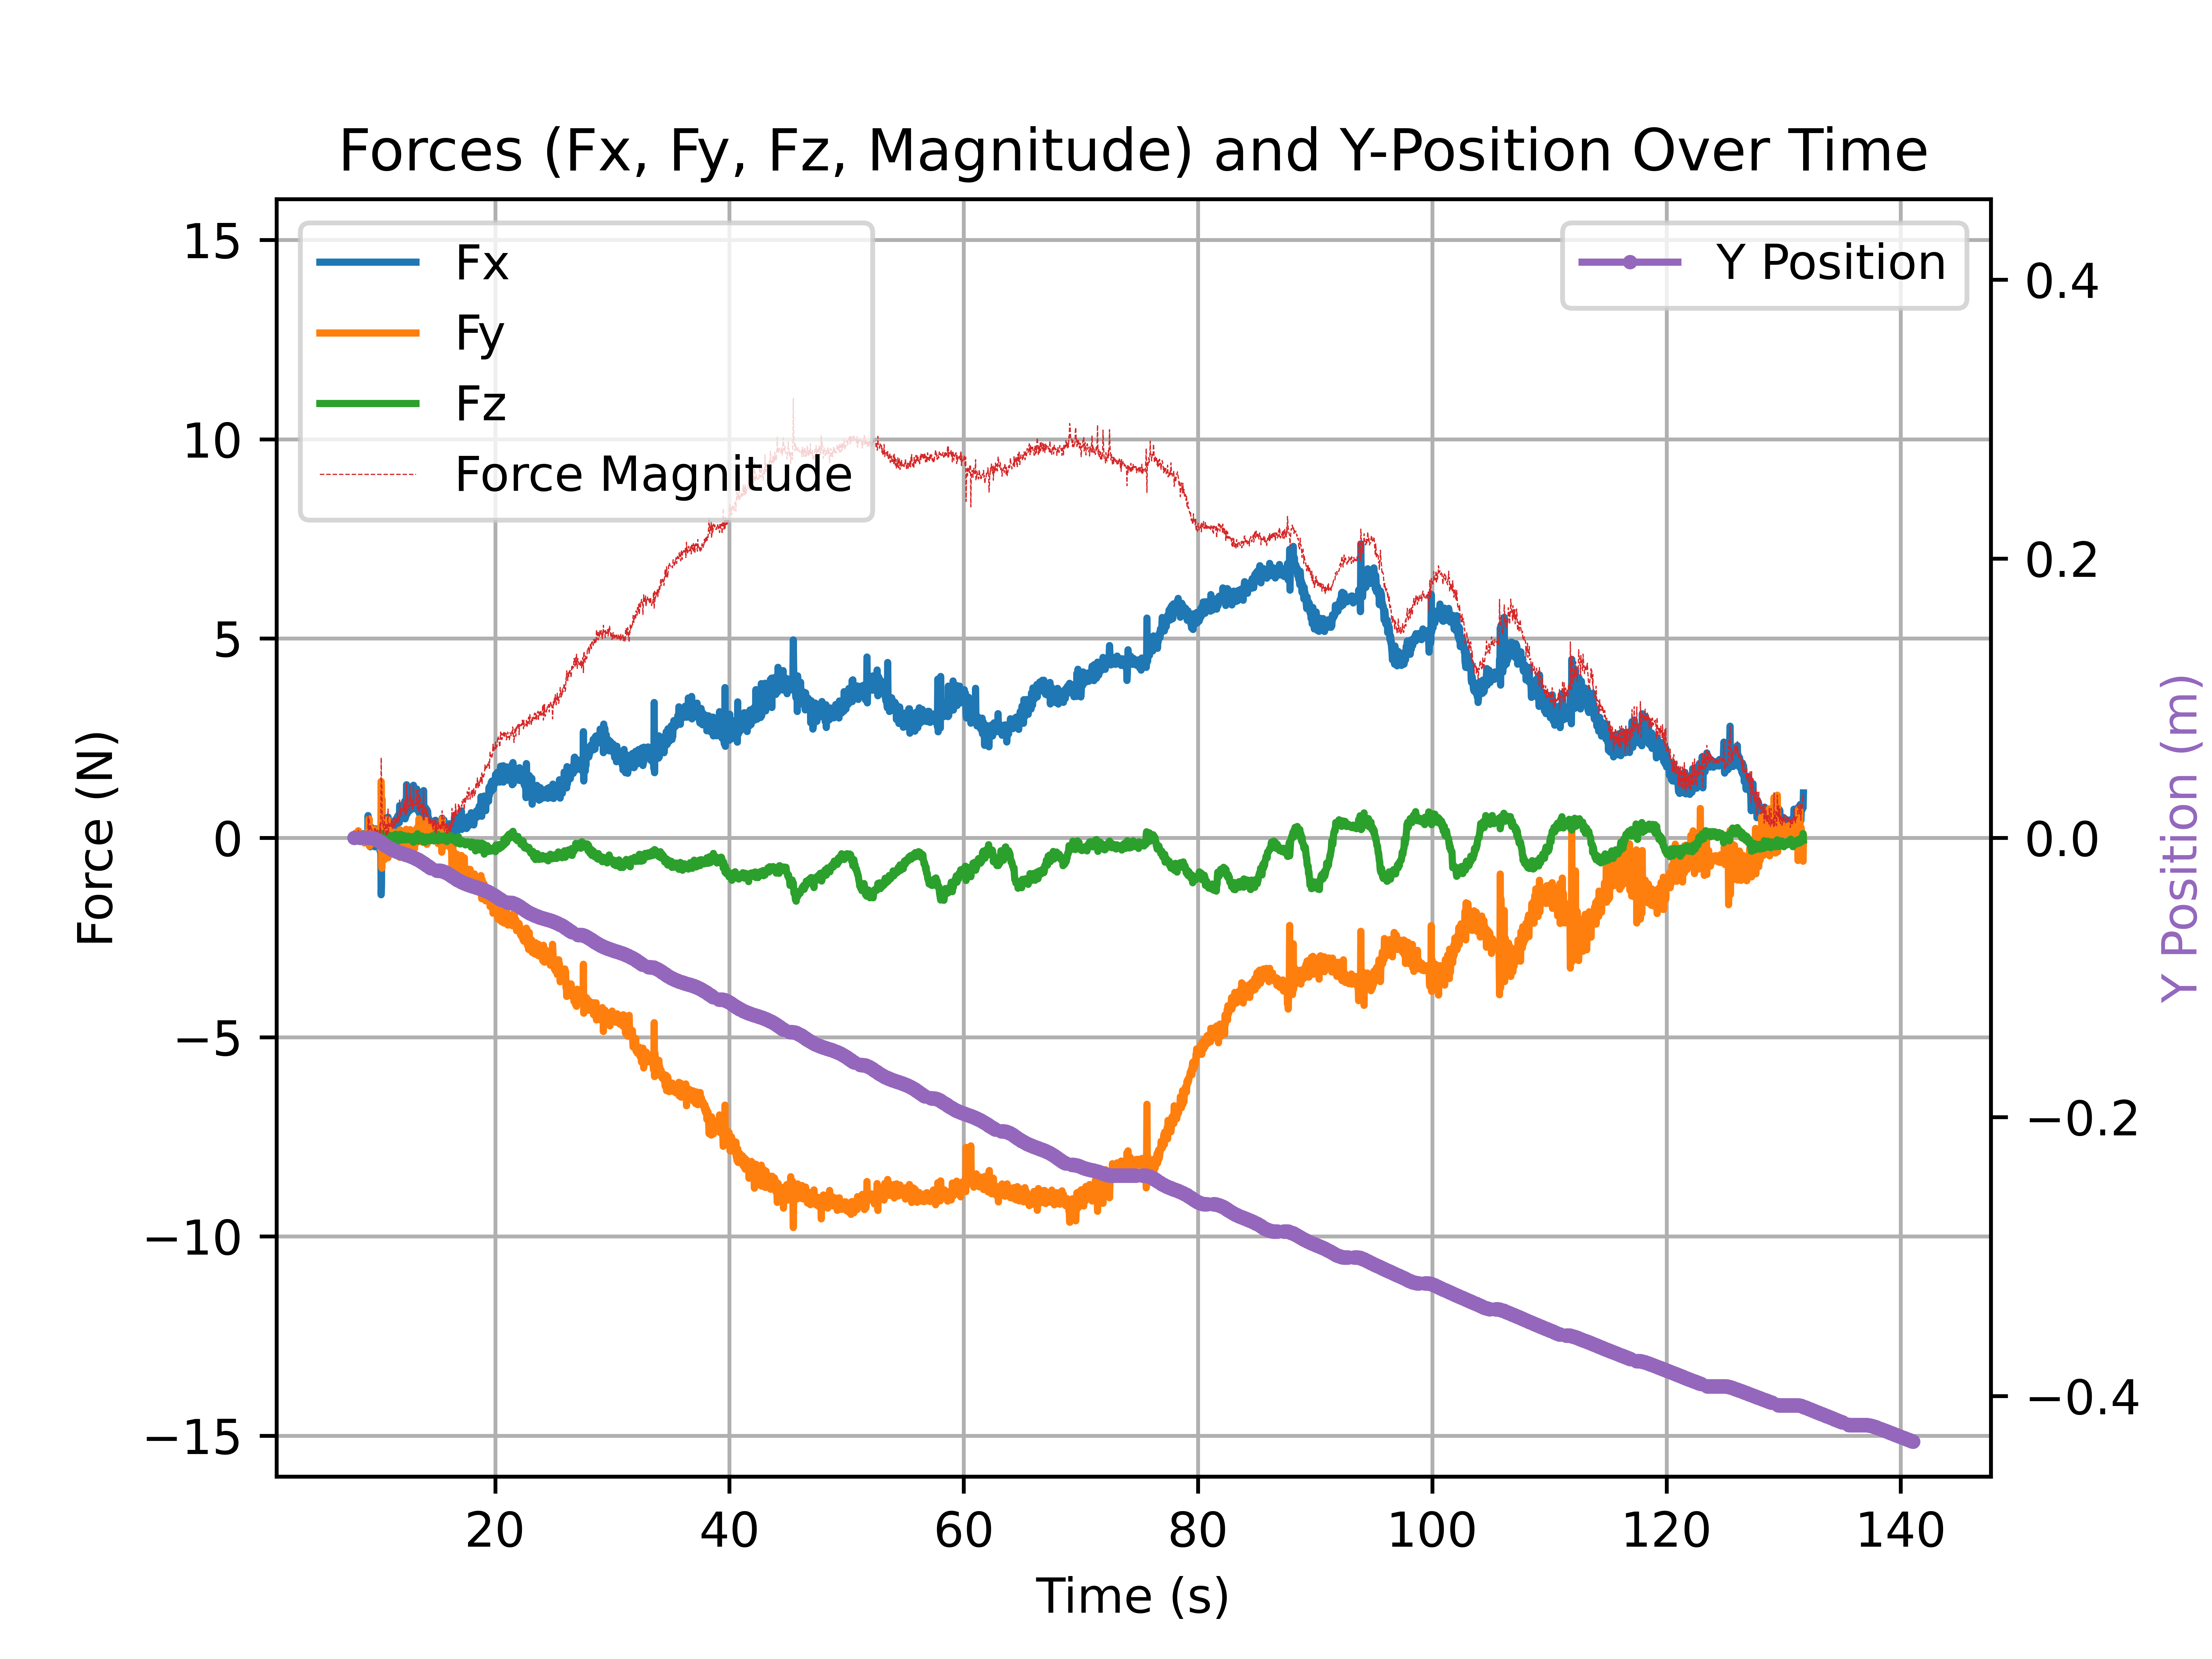 Forces (Fx, Fy, Fz, Magnitude) and Y-Position Over Time
Fx
Fy
Fz
Force Magnitude
Y Position
15
10
5
0
−5
−10
−15
Force (N)
0.4
0.2
0.0
−0.2
−0.4
Y Position (m)
20 40 60 80 100 120 140
Time (s)